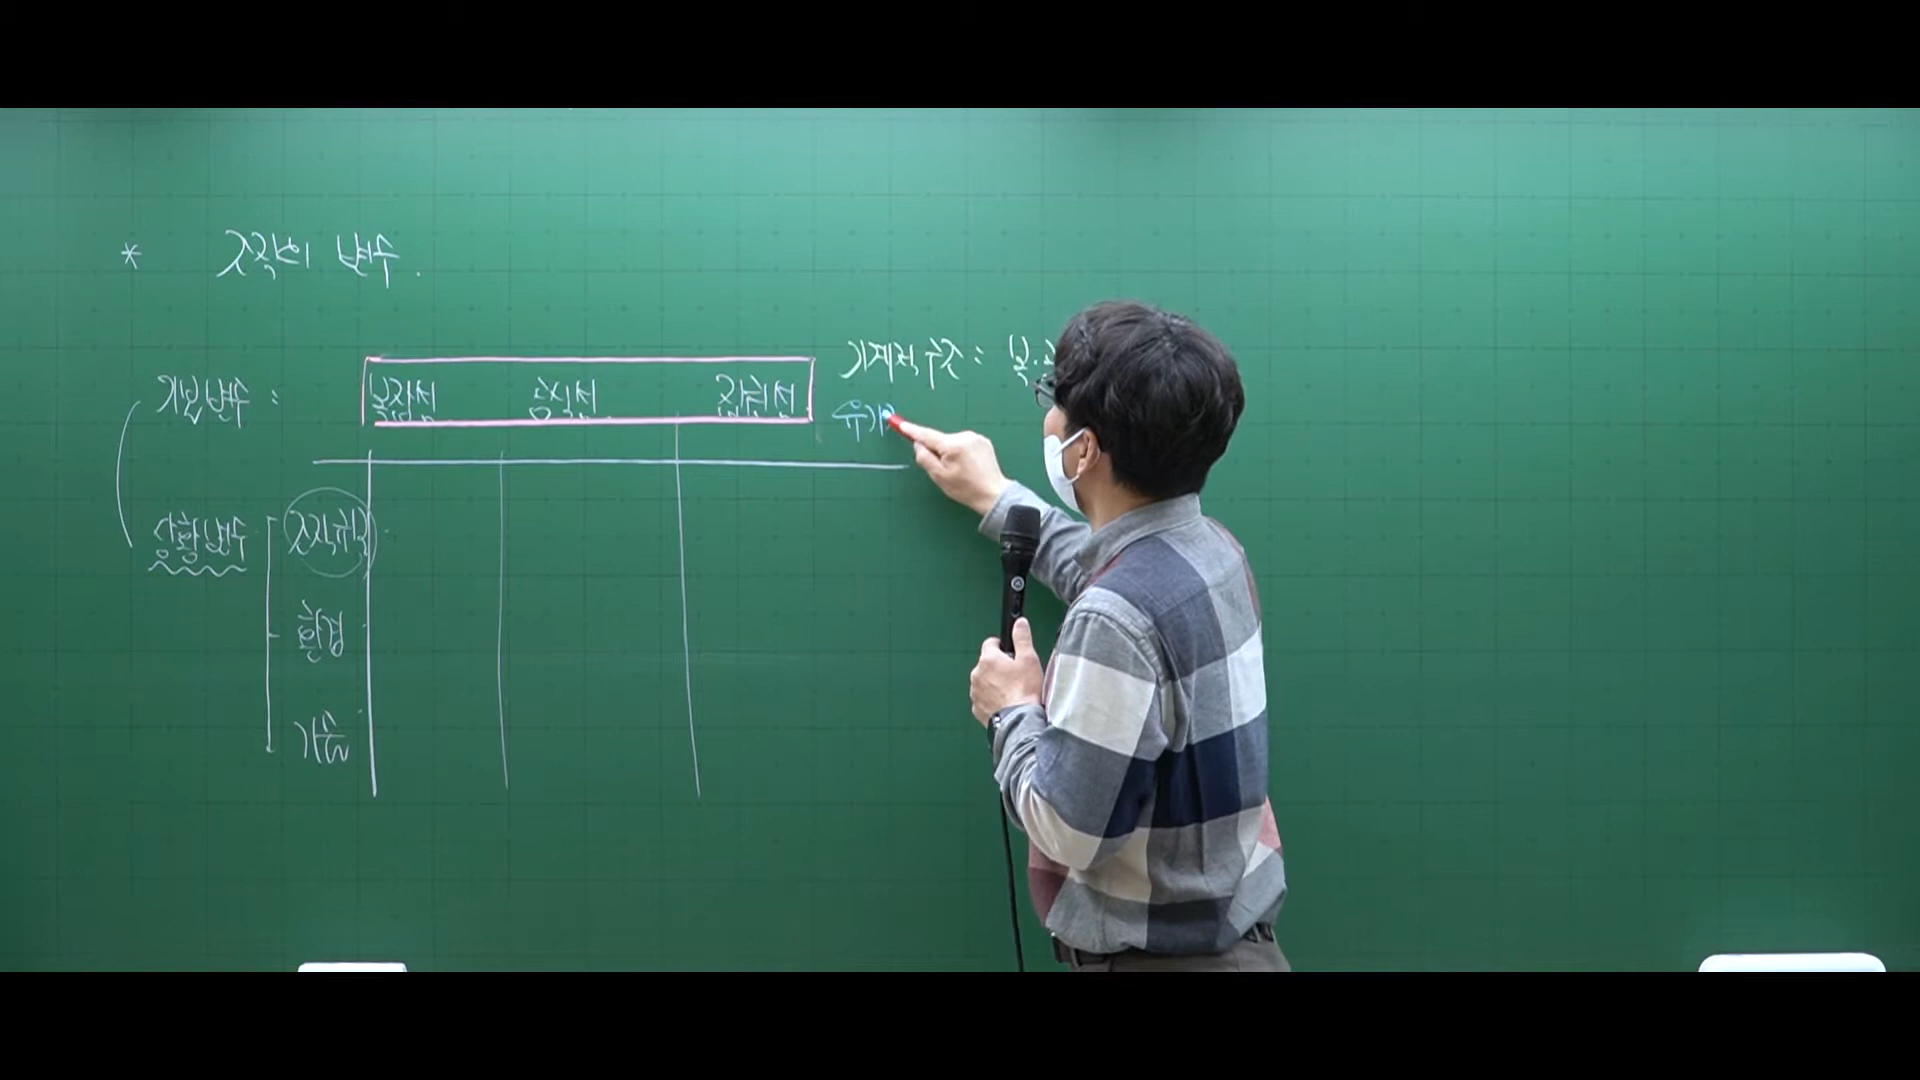 * 조직의 변수.
기본변수 : 복잡성 공식성 집권성
기계적 구조 : 복.
유기
상황변수 조직규모
환경
기술